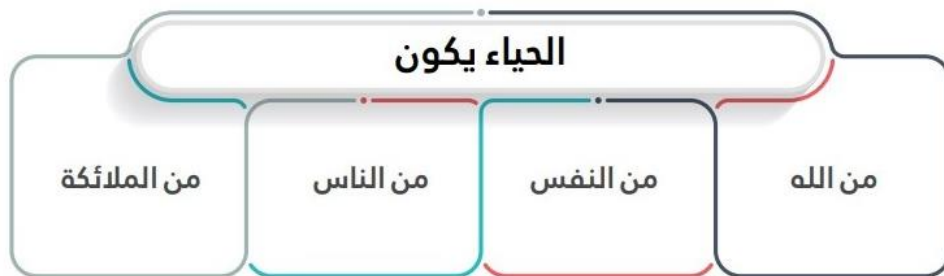 الحياء يكون
من الله
من النفس
من الناس
من الملائكة